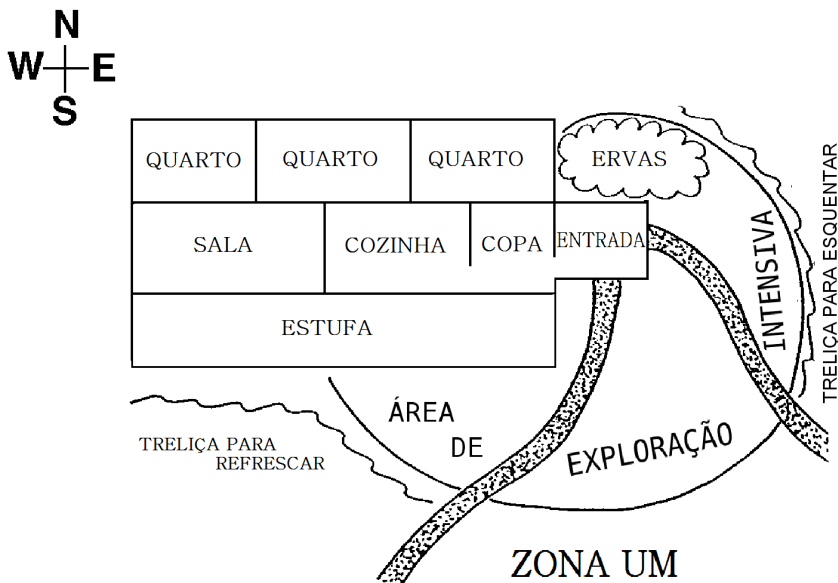 N
W E
S
QUARTO QUARTO QUARTO ERVAS
SALA COZINHA COPA ENTRADA
ESTUFA
INTENSIVA
TRELIÇA PARA ESQUENTAR
ÁREA
DE
EXPLORAÇÃO
TRELIÇA PARA
REFRESCAR
ZONA UM